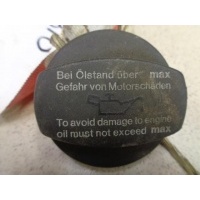 Bei Ölstand über max
Gefahr von Motorschäden
To avoid damage to engine
oil must not exceed max